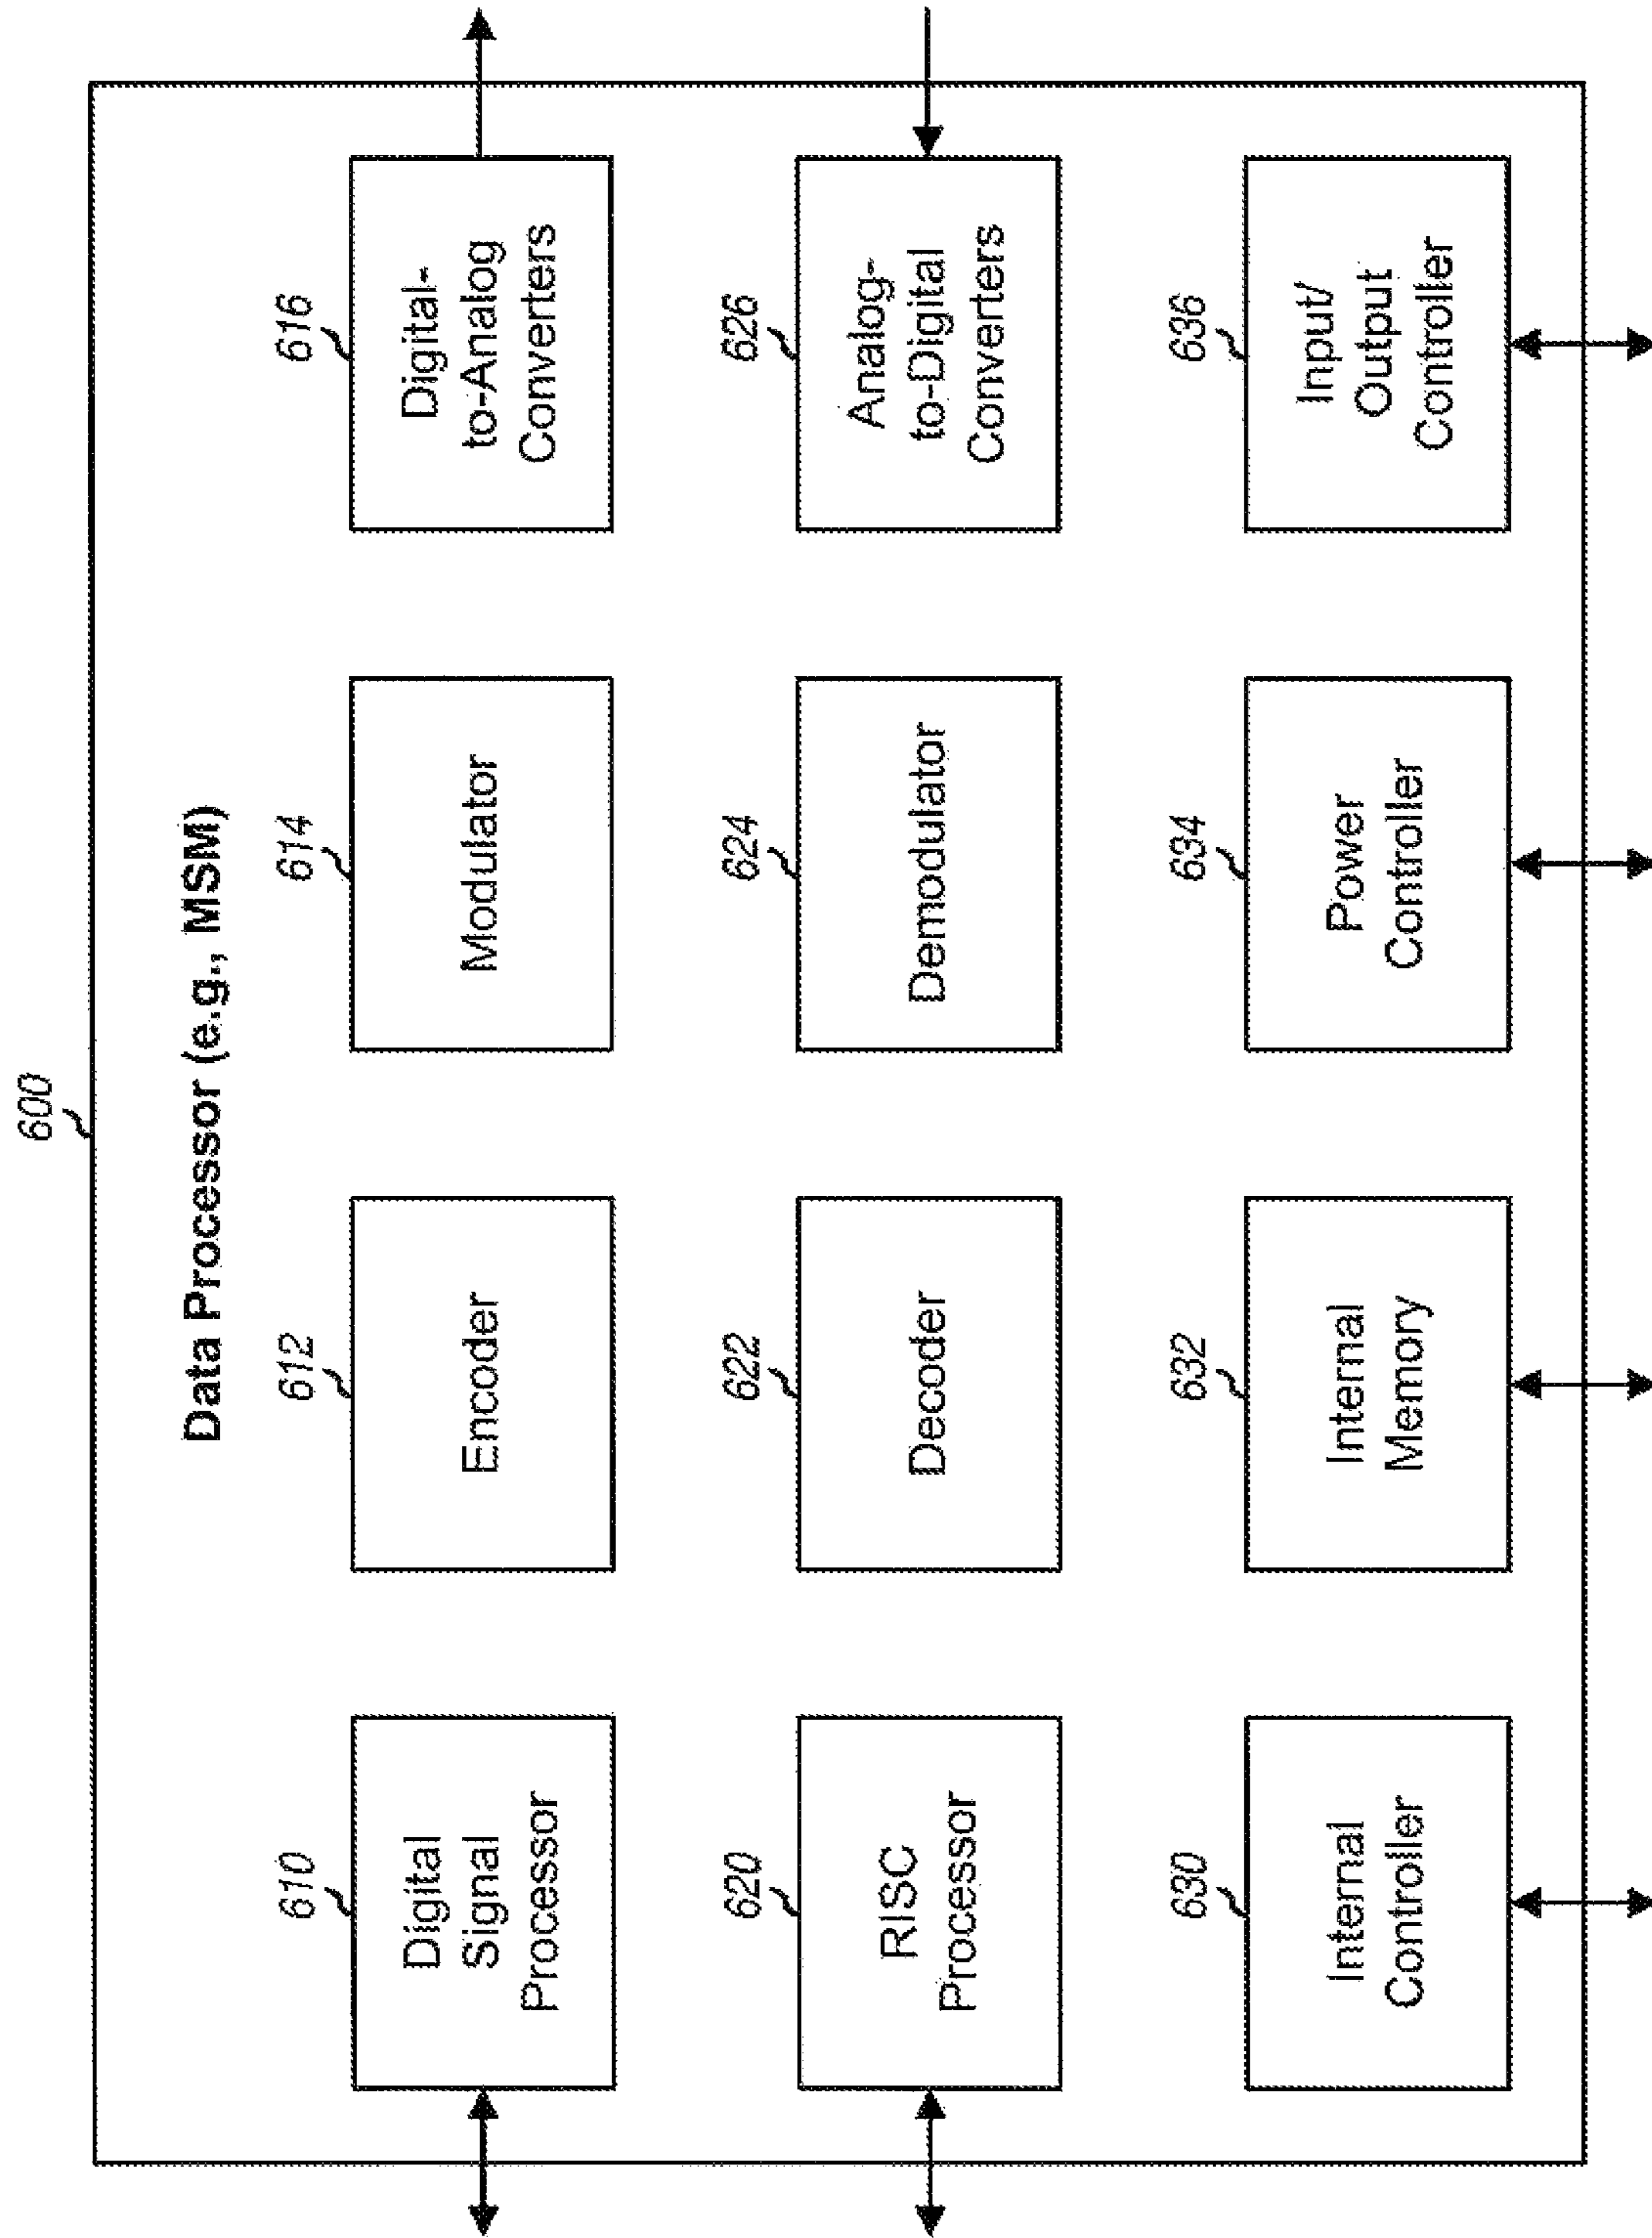 600
Data Processor (e.g., MSM)
610
Digital
Signal
Processor
612
Encoder
614
Modulator
616
Digital-
to-Analog
Converters
620
RISC
Processor
622
Decoder
624
Demodulator
626
Analog-
to-Digital
Converters
630
Internal
Controller
632
Internal
Memory
634
Power
Controller
636
Input/
Output
Controller